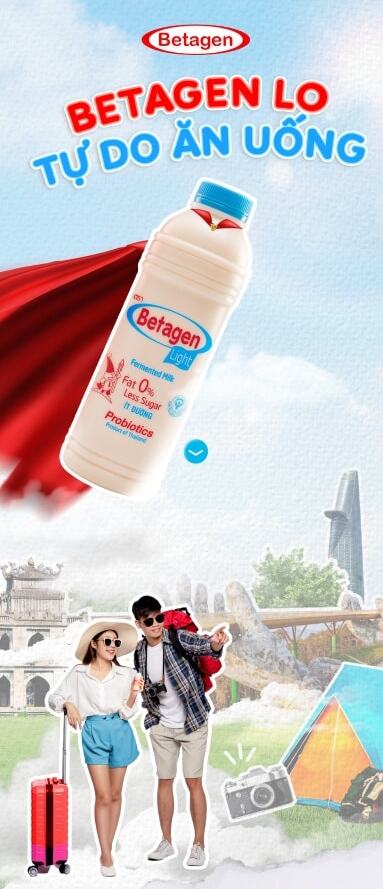 Betagen
BETAGEN LO
TỰ DO ĂN UỐNG
Betagen
Light
Fermented Milk
Fat 0%
Less Sugar
ÍT ĐƯỜNG
Probiotics
Product of Thailand